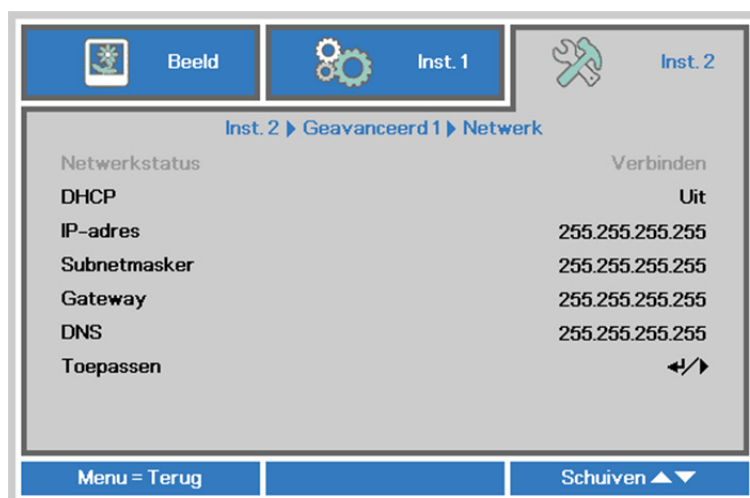 Beeld Inst. 1 Inst. 2
Inst. 2 Geavanceerd 1 Netwerk
Netwerkstatus Verbinden
DHCP Uit
IP-adres 255.255.255.255
Subnetmasker 255.255.255.255
Gateway 255.255.255.255
DNS 255.255.255.255
Toepassen
Menu = Terug Schuiven